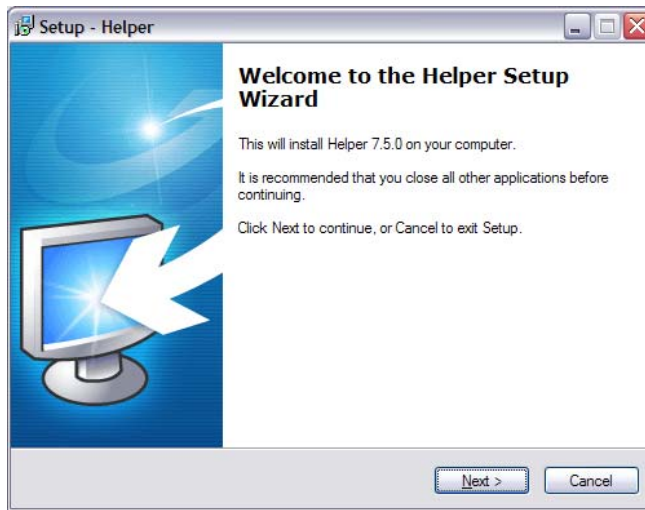 Setup - Helper
Welcome to the Helper Setup
Wizard
This will install Helper 7.5.0 on your computer.
It is recommended that you close all other applications before
continuing.
Click Next to continue, or Cancel to exit Setup.
Next >
Cancel